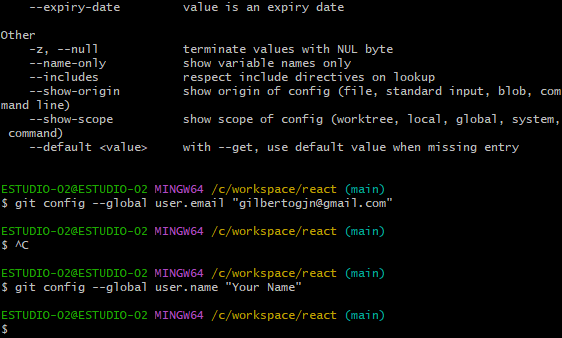 --expiry-date         value is an expiry date

Other
    -z, --null            terminate values with NUL byte
    --name-only           show variable names only
    --includes            respect include directives on lookup
    --show-origin         show origin of config (file, standard input, blob, com
mand line)
    --show-scope          show scope of config (worktree, local, global, system,
 command)
    --default <value>     with --get, use default value when missing entry

ESTUDIO-02@ESTUDIO-02 MINGW64 /c/workspace/react (main)
$ git config --global user.email "gilbertogjn@gmail.com"

ESTUDIO-02@ESTUDIO-02 MINGW64 /c/workspace/react (main)
$ ^C

ESTUDIO-02@ESTUDIO-02 MINGW64 /c/workspace/react (main)
$ git config --global user.name "Your Name"

ESTUDIO-02@ESTUDIO-02 MINGW64 /c/workspace/react (main)
$